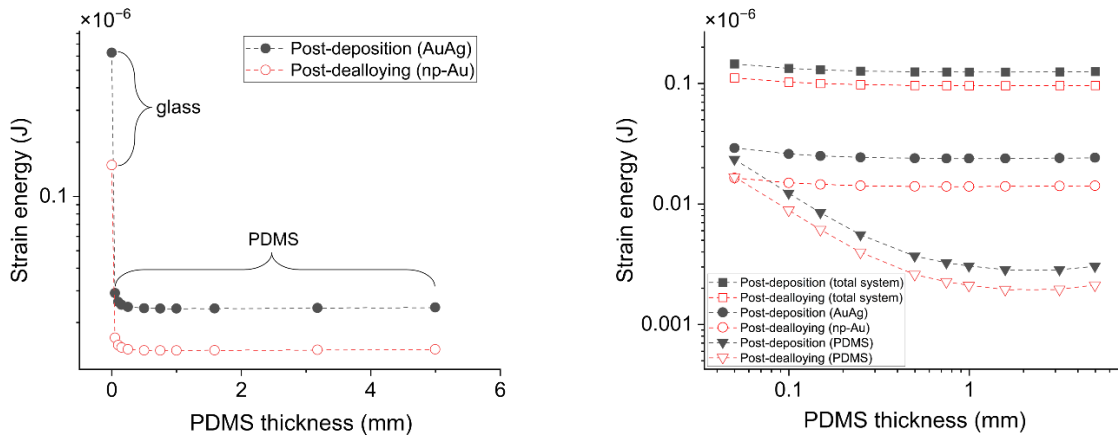 ×10⁻⁶
Strain energy (J)
0.1
Post-deposition (AuAg)
Post-dealloying (np-Au)
glass
PDMS
0
2
4
6
PDMS thickness (mm)
×10⁻⁶
Strain energy (J)
0.1
0.01
0.001
Post-deposition (total system)
Post-dealloying (total system)
Post-deposition (AuAg)
Post-dealloying (np-Au)
Post-deposition (PDMS)
Post-dealloying (PDMS)
0.1
1
PDMS thickness (mm)